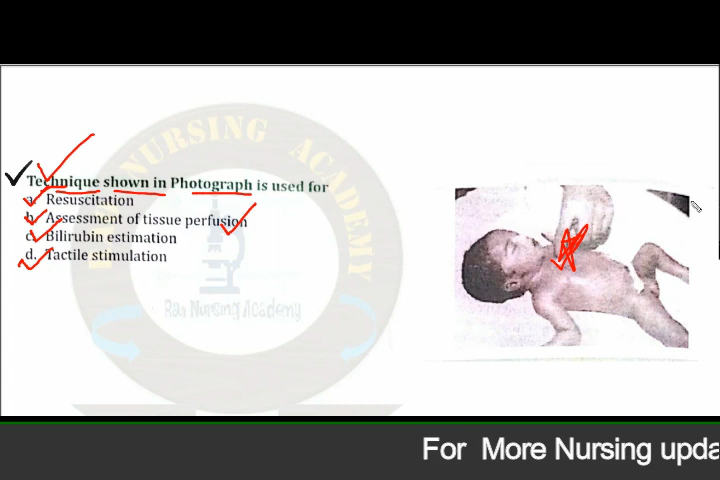 NURSING ACADEMY
Technique shown in Photograph is used for
a. Resuscitation
b. Assessment of tissue perfusion
c. Bilirubin estimation
d. Tactile stimulation
Rao Nursing Academy
For More Nursing upda